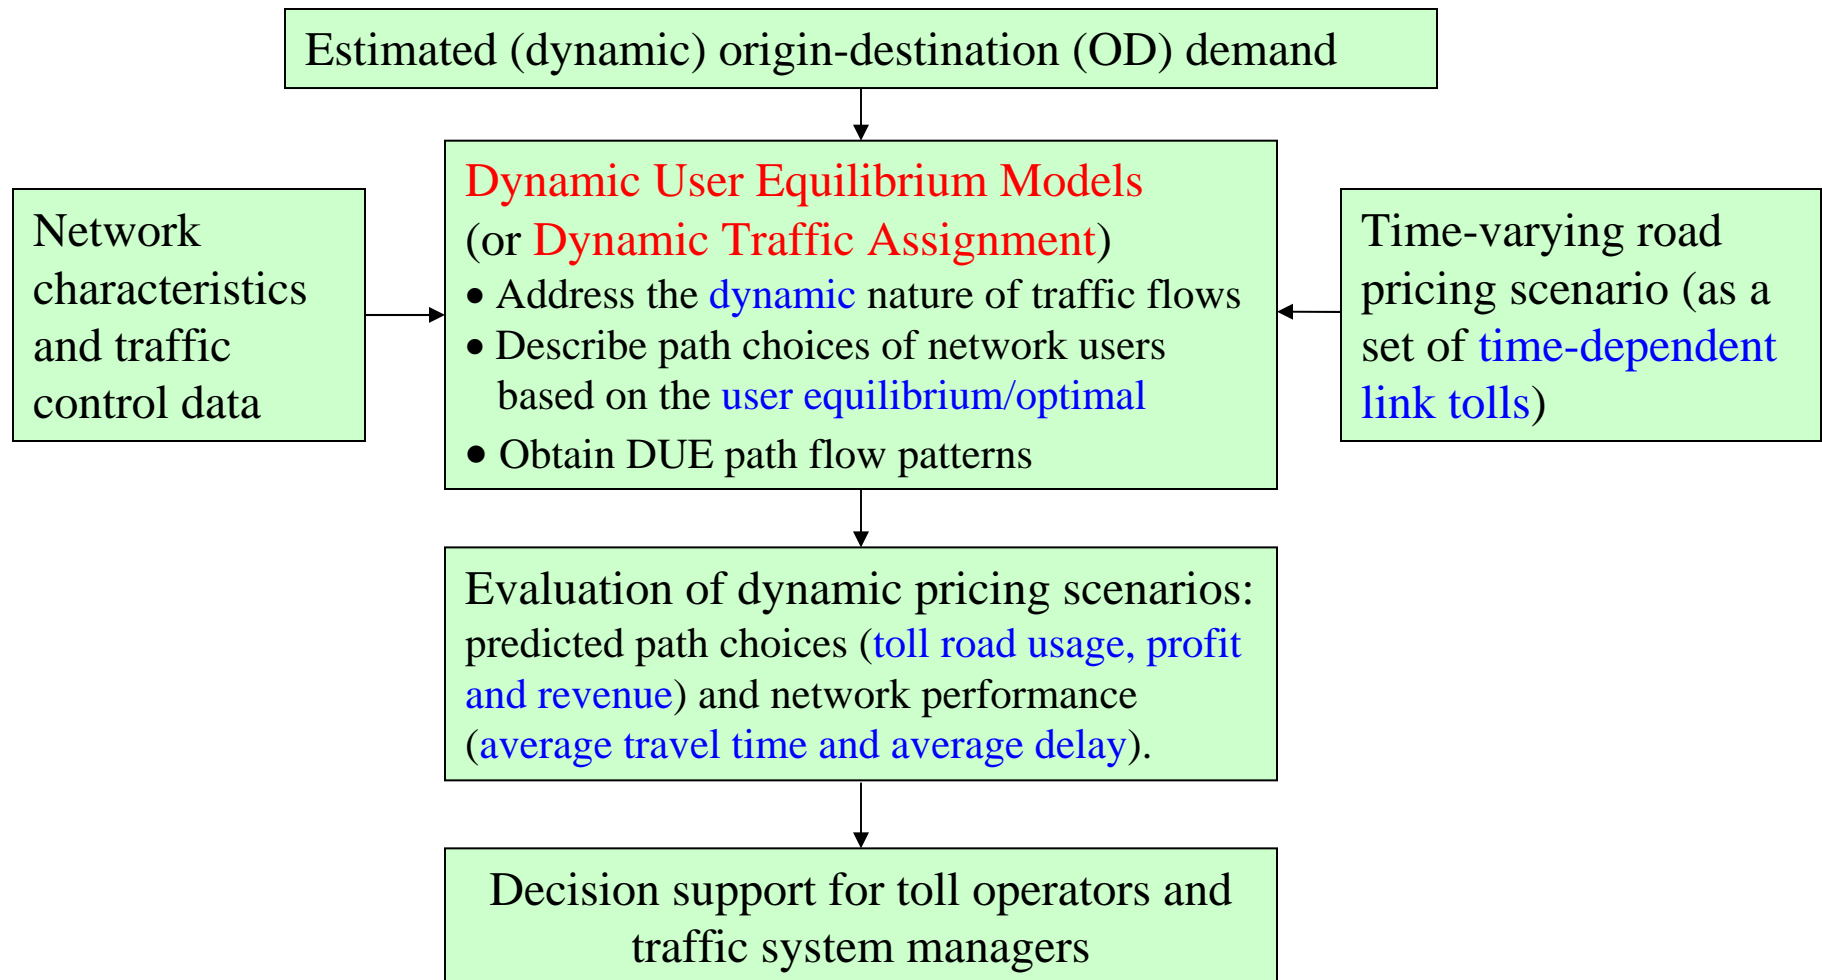 Estimated (dynamic) origin-destination (OD) demand
Network
characteristics
and traffic
control data
Dynamic User Equilibrium Models
(or Dynamic Traffic Assignment)
• Address the dynamic nature of traffic flows
• Describe path choices of network users
based on the user equilibrium/optimal
• Obtain DUE path flow patterns
Time-varying road
pricing scenario (as a
set of time-dependent
link tolls)
Evaluation of dynamic pricing scenarios:
predicted path choices (toll road usage, profit
and revenue) and network performance
(average travel time and average delay).
Decision support for toll operators and
traffic system managers